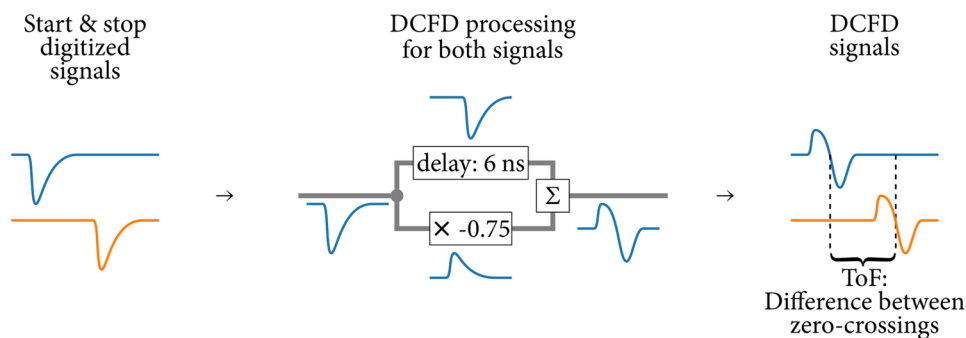 Start & stop
digitized
signals
DCFD processing
for both signals
DCFD
signals
delay: 6 ns
Σ
× -0.75
→
→
ToF:
Difference between
zero-crossings